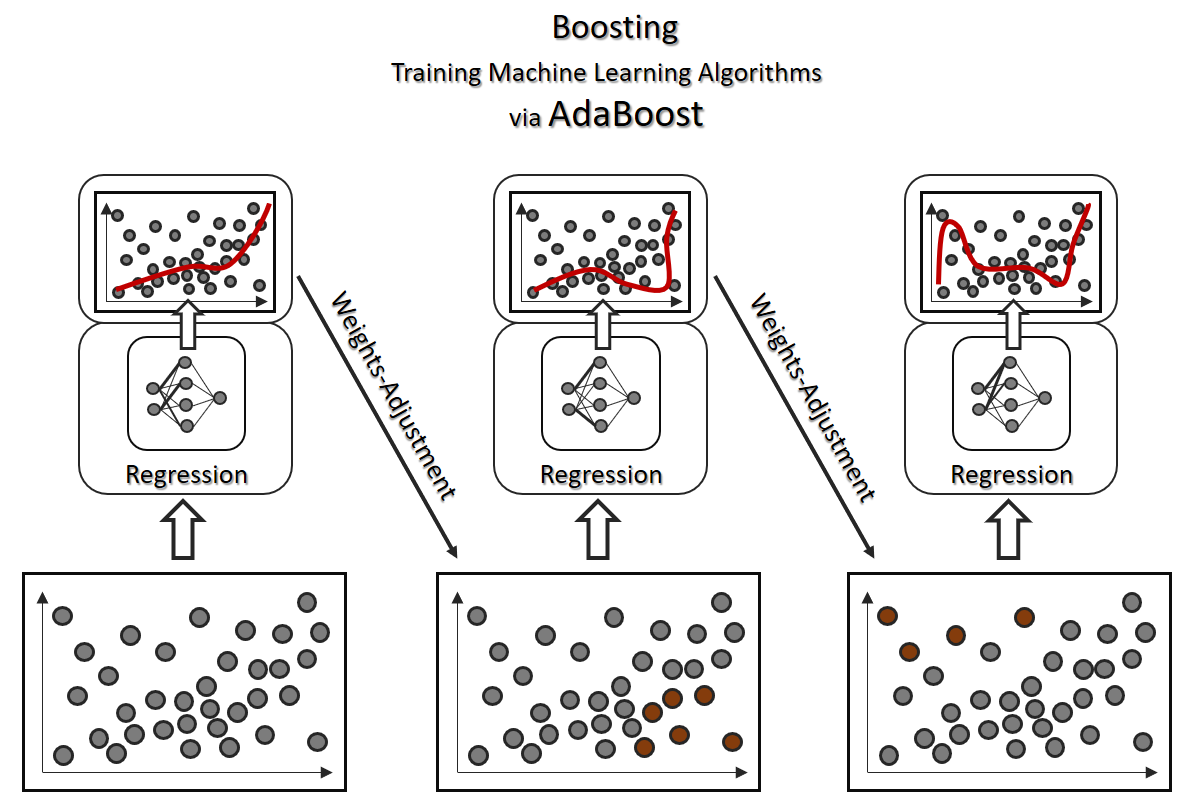 Boosting
Training Machine Learning Algorithms
via AdaBoost
Weights-Adjustment
Weights-Adjustment
Regression
Regression
Regression